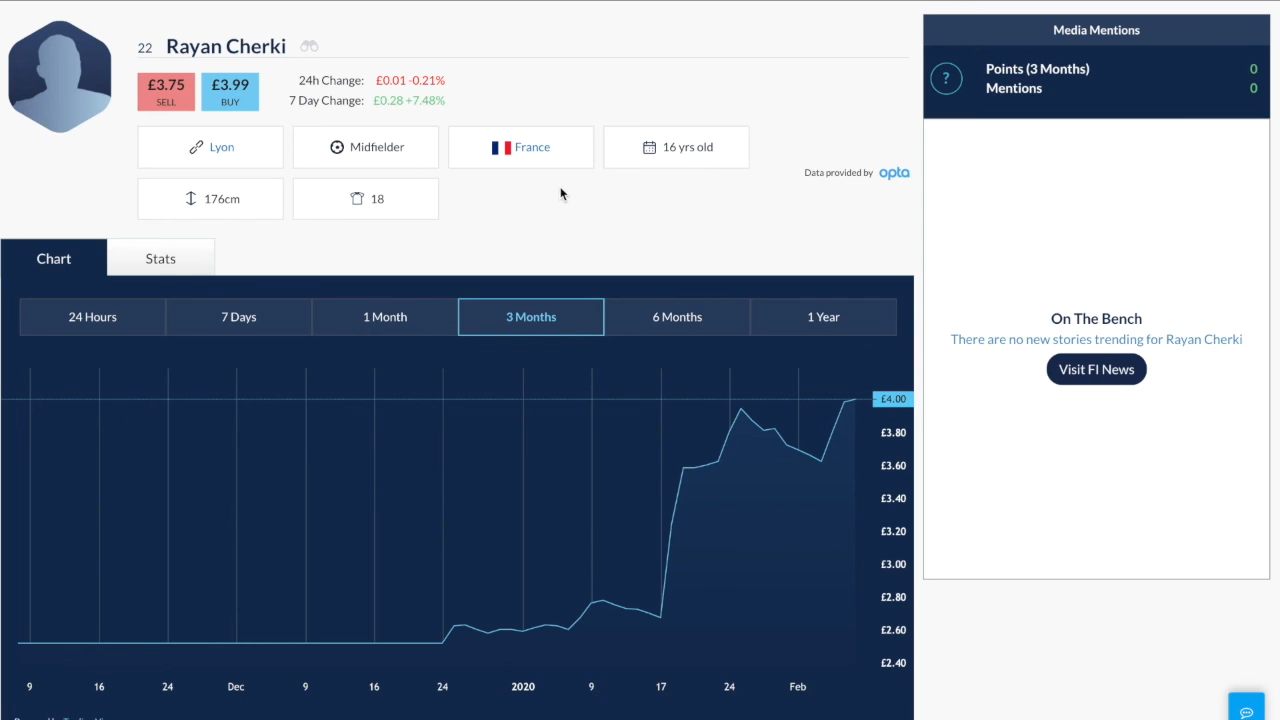 22 Rayan Cherki
£3.75 SELL
£3.99 BUY
24h Change: £0.01 -0.21%
7 Day Change: £0.28 +7.48%
Lyon
Midfielder
France
16 yrs old
176cm
18
Data provided by opta
Chart
Stats
24 Hours
7 Days
1 Month
3 Months
6 Months
1 Year
£4.00
£3.80
£3.60
£3.40
£3.20
£3.00
£2.80
£2.60
£2.40
9 16 24 Dec 9 16 24 2020 9 17 24 Feb
Media Mentions
?
Points (3 Months) 0
Mentions 0
On The Bench
There are no new stories trending for Rayan Cherki
Visit FI News